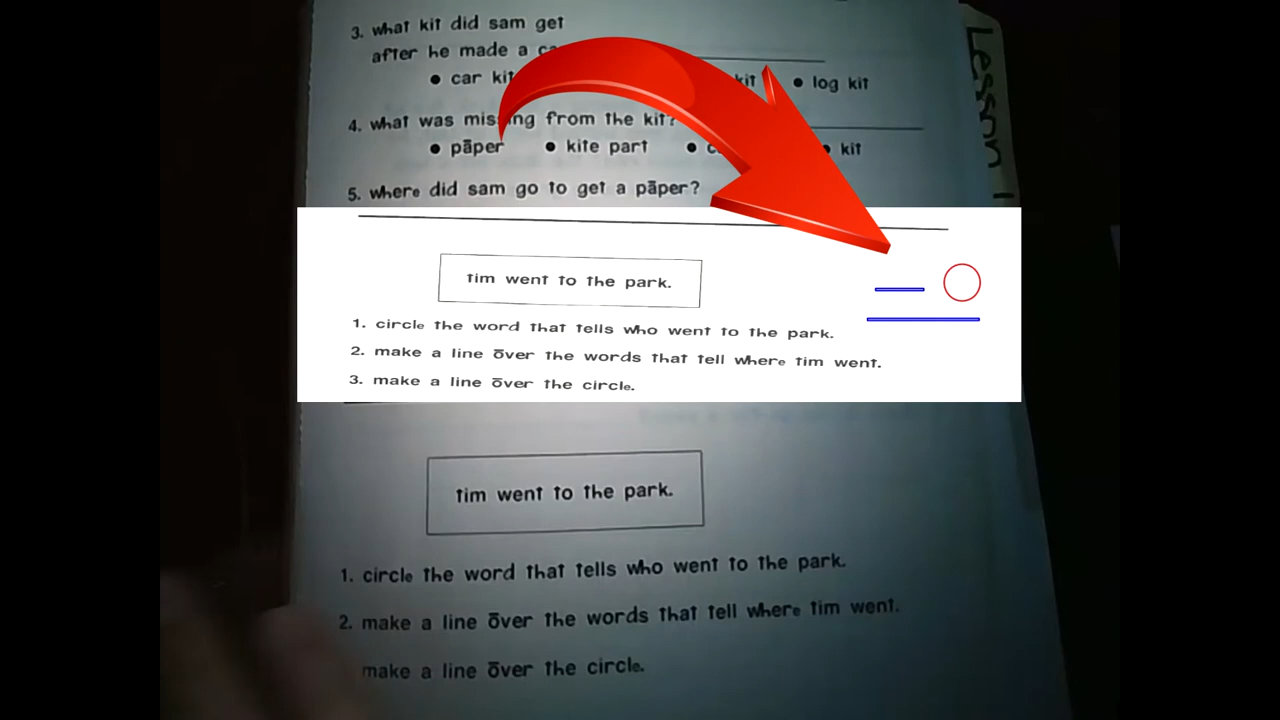 3. what kit did sam get
after he made a
car kit kit log kit
4. what was missing from the kit?
pāper kite part kit
5. where did sam go to get a pāper?
Lesson 1
tim went to the park.
1. circle the word that tells who went to the park.
2. make a line ōver the words that tell where tim went.
3. make a line ōver the circle.
tim went to the park.
1. circle the word that tells who went to the park.
2. make a line ōver the words that tell where tim went.
make a line ōver the circle.